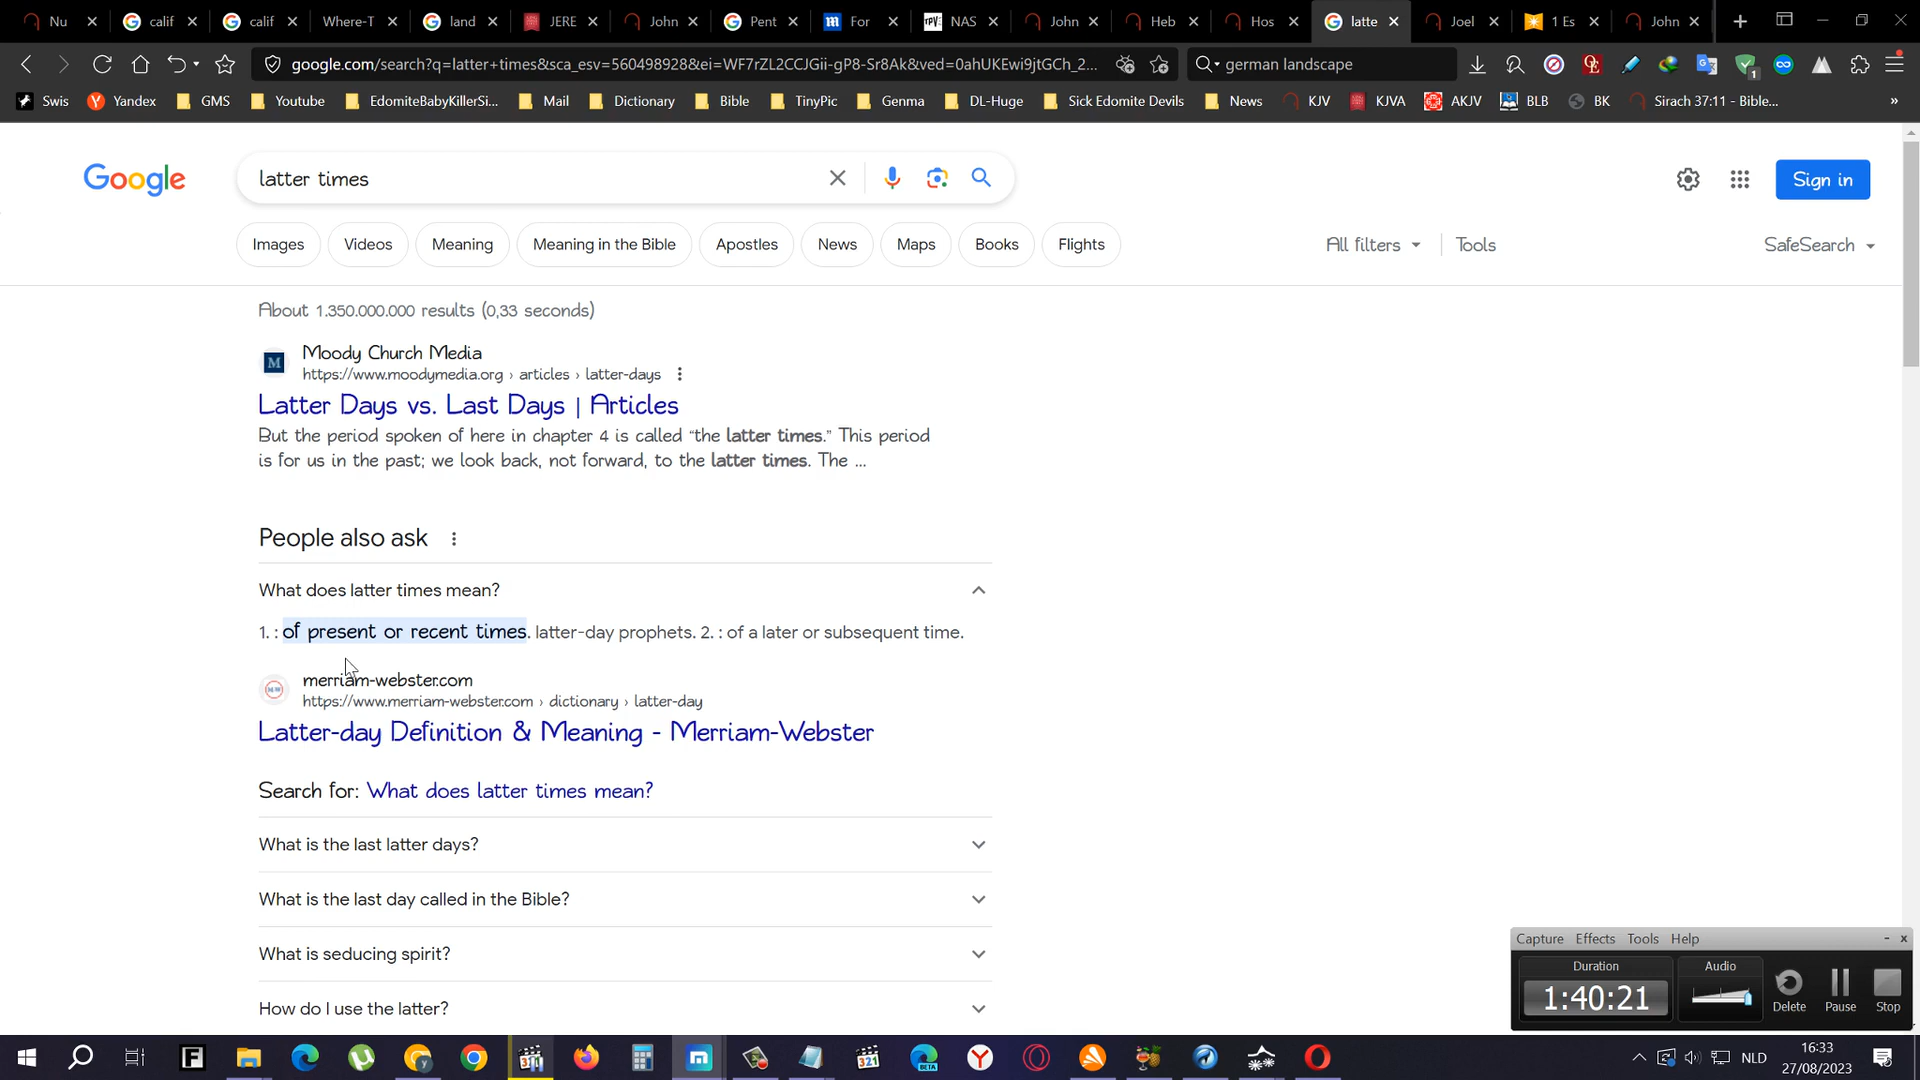 Nu
calif
calif
Where-T
land
JERE
John
Pent
For
NAS
John
Heb
Hos
latte
Joel
1 Es
John
google.com/search?q=latter+times&sca_esv=560498928&ei=WF7rZL2CCJGii-gP8-Sr8Ak&ved=0ahUKEwi9jtGCh_2...
german landscape
Swis
Yandex
GMS
Youtube
EdomiteBabyKillerSi...
Mail
Dictionary
Bible
TinyPic
Genma
DL-Huge
Sick Edomite Devils
News
KJV
KJVA
AKJV
BLB
BK
Sirach 37:11 - Bible...
Google
latter times
Sign in
Images
Videos
Meaning
Meaning in the Bible
Apostles
News
Maps
Books
Flights
All filters
Tools
SafeSearch
About 1.350.000.000 results (0,33 seconds)
M
Moody Church Media
https://www.moodymedia.org › articles › latter-days
Latter Days vs. Last Days | Articles
But the period spoken of here in chapter 4 is called “the latter times.” This period
is for us in the past; we look back, not forward, to the latter times. The ...
People also ask
What does latter times mean?
1. : of present or recent times. latter-day prophets. 2. : of a later or subsequent time.
merriam-webster.com
https://www.merriam-webster.com › dictionary › latter-day
Latter-day Definition & Meaning - Merriam-Webster
Search for: What does latter times mean?
What is the last latter days?
What is the last day called in the Bible?
What is seducing spirit?
How do I use the latter?
Capture Effects Tools Help
Duration
1:40:21
Audio
Delete
Pause
Stop
NLD
16:33
27/08/2023